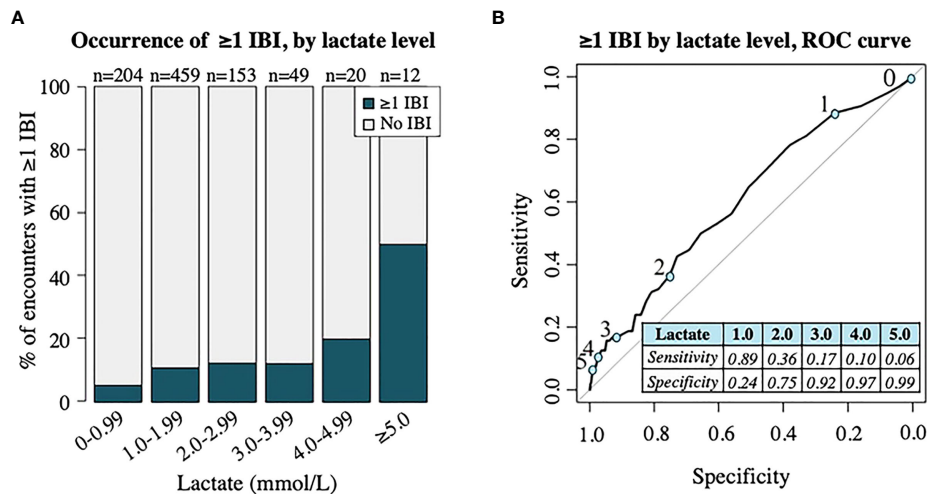 A
Occurrence of ≥1 IBI, by lactate level
n=204 n=459 n=153 n=49 n=20 n=12
≥1 IBI
No IBI
% of encounters with ≥1 IBI
100
80
60
40
20
0
0-0.99 1.0-1.99 2.0-2.99 3.0-3.99 4.0-4.99 ≥5.0
Lactate (mmol/L)
B
≥1 IBI by lactate level, ROC curve
Sensitivity
1.0
0.8
0.6
0.4
0.2
0.0
0
1
2
3
4
5
Lactate 1.0 2.0 3.0 4.0 5.0
Sensitivity 0.89 0.36 0.17 0.10 0.06
Specificity 0.24 0.75 0.92 0.97 0.99
1.0 0.8 0.6 0.4 0.2 0.0
Specificity